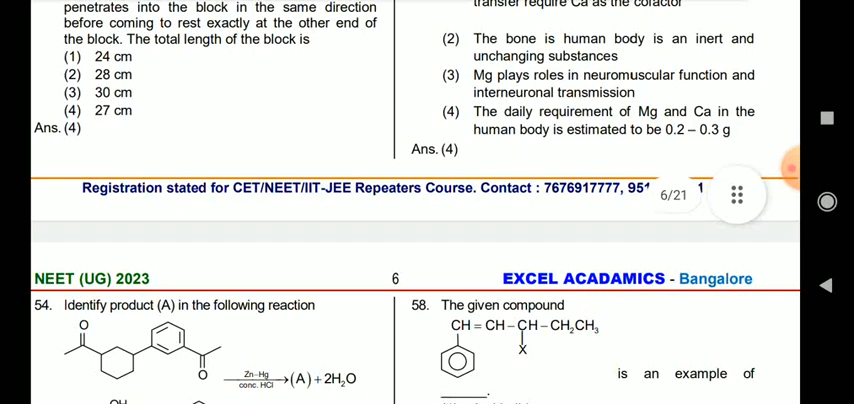 penetrates into the block in the same direction
before coming to rest exactly at the other end of
the block. The total length of the block is
(1) 24 cm
(2) 28 cm
(3) 30 cm
(4) 27 cm
Ans. (4)
transfer require Ca as the cofactor
(2) The bone is human body is an inert and
unchanging substances
(3) Mg plays roles in neuromuscular function and
interneuronal transmission
(4) The daily requirement of Mg and Ca in the
human body is estimated to be 0.2 – 0.3 g
Ans. (4)
Registration stated for CET/NEET/IIT-JEE Repeaters Course. Contact : 7676917777,
6/21
NEET (UG) 2023 6 EXCEL ACADAMICS - Bangalore
54. Identify product (A) in the following reaction
O
O
Zn–Hg
conc. HCl
(A) + 2H₂O
OH
58. The given compound
CH = CH – CH – CH₂CH₃
X
is an example of
______.